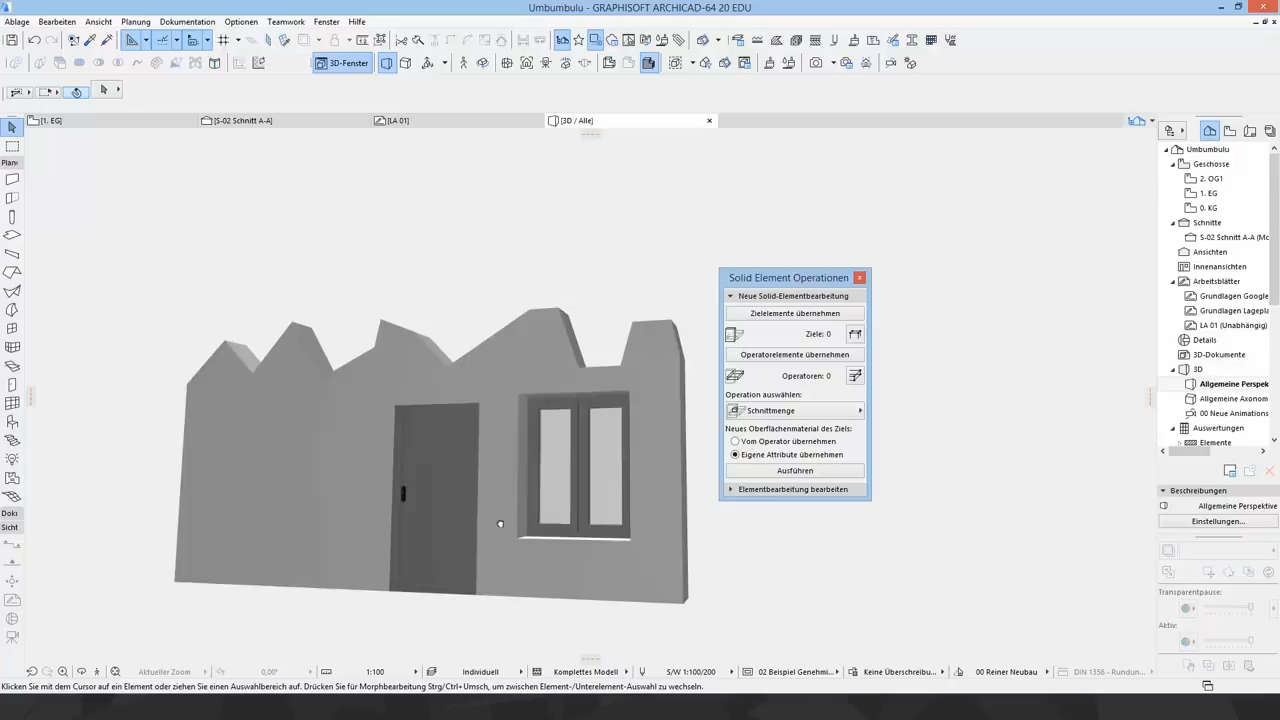 Umbumbulu - GRAPHISOFT ARCHICAD-64 20 EDU
Ablage Bearbeiten Ansicht Planung Dokumentation Optionen Teamwork Fenster Hilfe
3D-Fenster
[1. EG] [S-02 Schnitt A-A] [LA 01] [3D / Alle]
Plan
Doku
Sicht
Solid Element Operationen
Neue Solid-Elementbearbeitung
Zielelemente übernehmen
Ziele: 0
Operatorelemente übernehmen
Operatoren: 0
Operation auswählen:
Schnittmenge
Neues Oberflächenmaterial des Ziels:
Vom Operator übernehmen
Eigene Attribute übernehmen
Ausführen
Elementbearbeitung bearbeiten
Umbumbulu
Geschosse
2. OG1
1. EG
0. KG
Schnitte
S-02 Schnitt A-A (Mc
Ansichten
Innenansichten
Arbeitsblätter
Grundlagen Google
Grundlagen Lagepla
LA 01 (Unabhängig)
Details
3D-Dokumente
3D
Allgemeine Perspek
Allgemeine Axonom
00 Neue Animations
Auswertungen
Elemente
Beschreibungen
Allgemeine Perspektive
Einstellungen...
Transparentpause:
Aktiv:
Aktueller Zoom 0,00° 1:100 Individuell Komplettes Modell S/W 1:100/200 02 Beispiel Genehmi... Keine Überschreibu... 00 Reiner Neubau DIN 1356 - Rundun...
Klicken Sie mit dem Cursor auf ein Element oder ziehen Sie einen Auswahlbereich auf. Drücken Sie für Morphbearbeitung Strg/Ctrl+Umsch, um zwischen Element-/Unterelement-Auswahl zu wechseln.